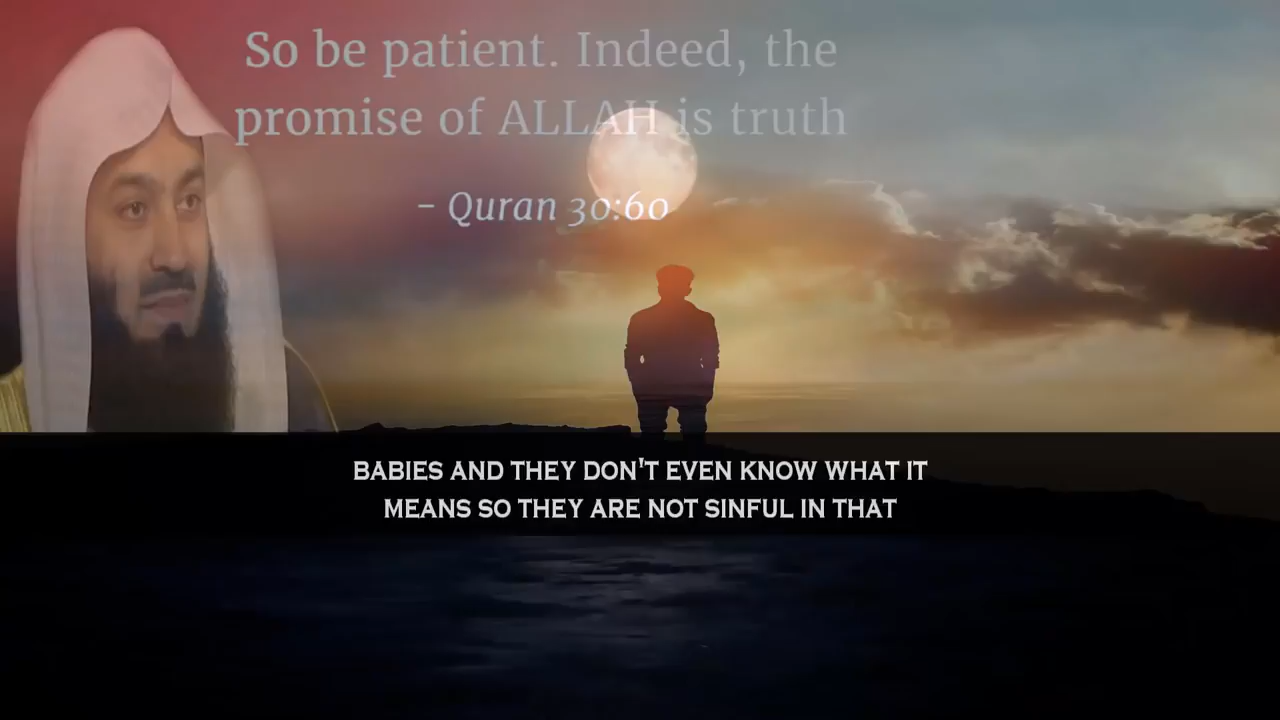 So be patient. Indeed, the
promise of ALLAH is truth
– Quran 30:60
BABIES AND THEY DON'T EVEN KNOW WHAT IT
MEANS SO THEY ARE NOT SINFUL IN THAT